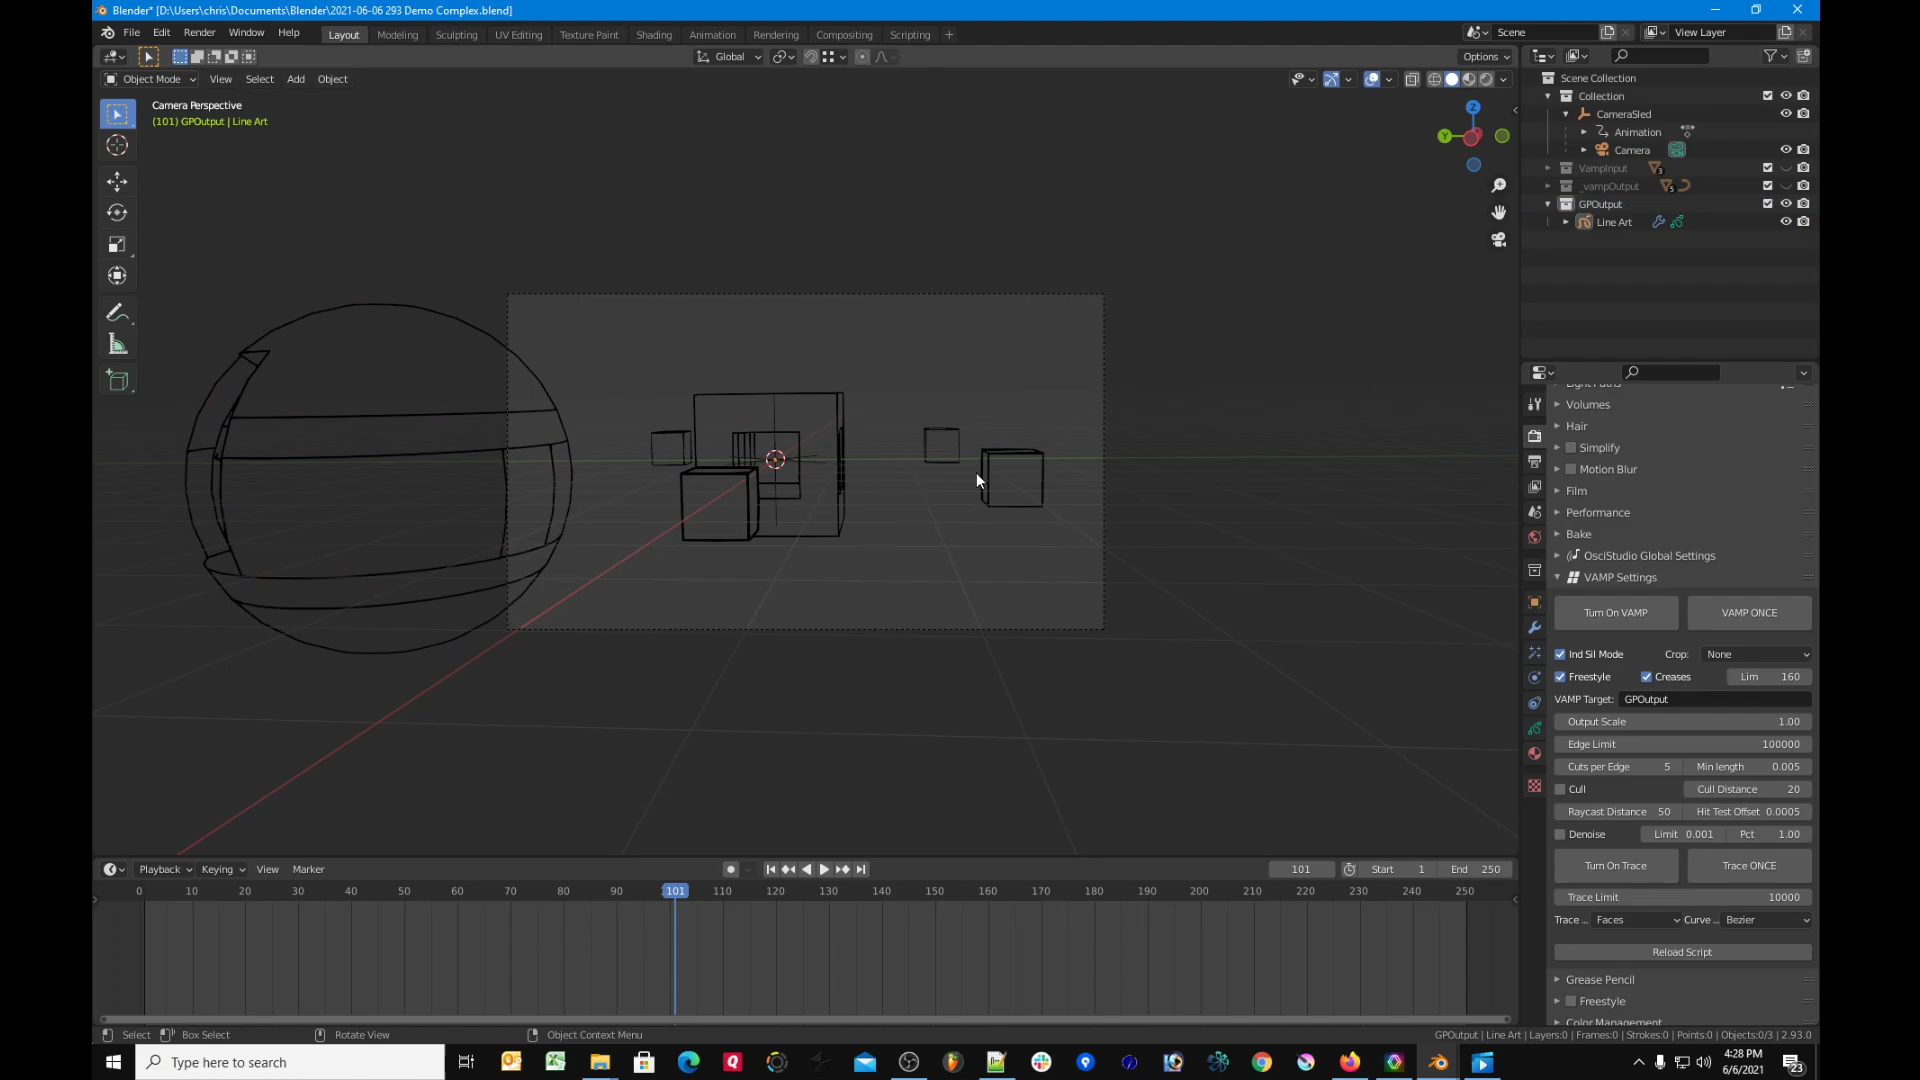 Blender* [D:\Users\chris\Documents\Blender\2021-06-06 293 Demo Complex.blend]
File Edit Render Window Help Layout Modeling Sculpting UV Editing Texture Paint Shading Animation Rendering Compositing Scripting + Scene View Layer
Global Options
Object Mode View Select Add Object
Camera Perspective
(101) GPOutput | Line Art
Z
Y
Scene Collection
Collection
CameraSled
Animation
Camera
VampInput 3
_vampOutput 5
GPOutput
Line Art
Light Paths
Volumes
Hair
Simplify
Motion Blur
Film
Performance
Bake
OsciStudio Global Settings
VAMP Settings
Turn On VAMP VAMP ONCE
Ind Sil Mode Crop: None
Freestyle Creases Lim 160
VAMP Target: GPOutput
Output Scale 1.00
Edge Limit 100000
Cuts per Edge 5 Min length 0.005
Cull Cull Distance 20
Raycast Distance 50 Hit Test Offset 0.0005
Denoise Limit 0.001 Pct 1.00
Turn On Trace Trace ONCE
Trace Limit 10000
Trace ... Faces Curve ... Bezier
Reload Script
Grease Pencil
Freestyle
Color Management
Playback Keying View Marker 101 Start 1 End 250
0 10 20 30 40 50 60 70 80 90 101 110 120 130 140 150 160 170 180 190 200 210 220 230 240 250
Select Box Select Rotate View Object Context Menu GPOutput | Line Art | Layers:0 | Frames:0 | Strokes:0 | Points:0 | Objects:0/3 | 2.93.0
Type here to search
4:28 PM
6/6/2021
23